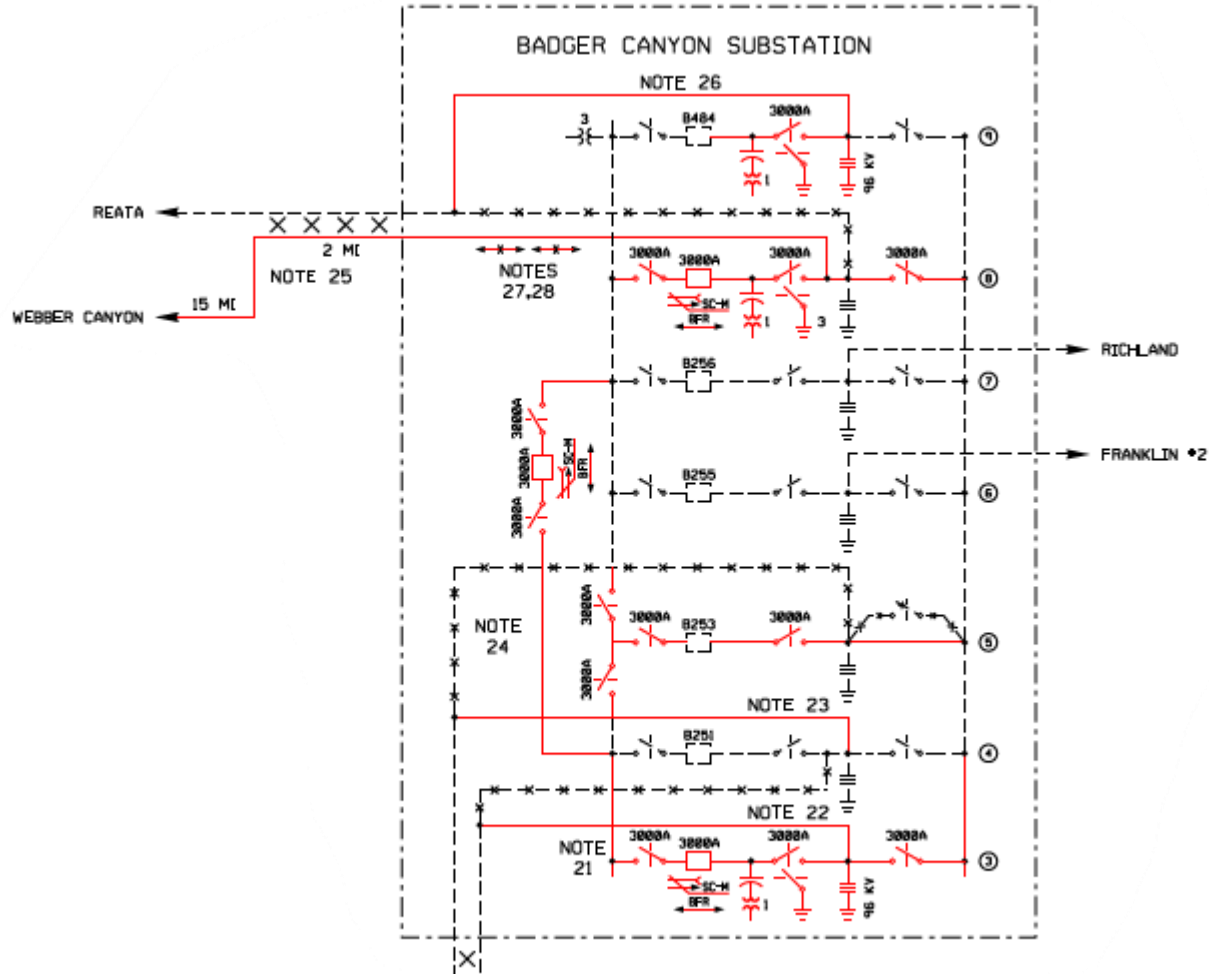 BADGER CANYON SUBSTATION
NOTE 26
3
B484
3000A
9
1
96 KV
REATA
2 MI
NOTE 25
NOTES
27,28
3000A
3000A
3000A
3000A
8
SC-M
BFR
1
3
15 MI
WEBBER CANYON
RICHLAND
B256
7
3000A
3000A
SC-M
BFR
3000A
FRANKLIN #2
B255
6
NOTE
24
3000A
3000A
B253
3000A
5
3000A
NOTE 23
B251
4
NOTE 22
NOTE
21
3000A
3000A
3000A
3000A
3
SC-M
BFR
1
96 KV